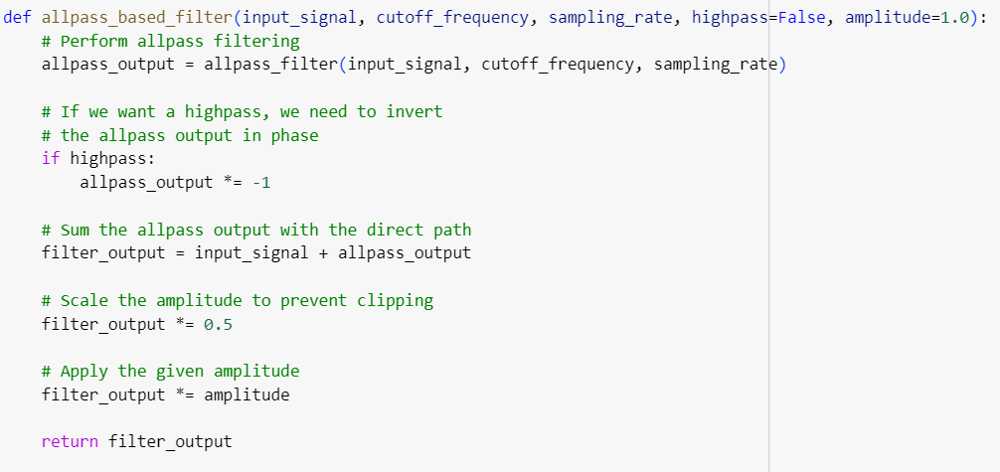 def allpass_based_filter(input_signal, cutoff_frequency, sampling_rate, highpass=False, amplitude=1.0):
    # Perform allpass filtering
    allpass_output = allpass_filter(input_signal, cutoff_frequency, sampling_rate)

    # If we want a highpass, we need to invert
    # the allpass output in phase
    if highpass:
        allpass_output *= -1

    # Sum the allpass output with the direct path
    filter_output = input_signal + allpass_output

    # Scale the amplitude to prevent clipping
    filter_output *= 0.5

    # Apply the given amplitude
    filter_output *= amplitude

    return filter_output